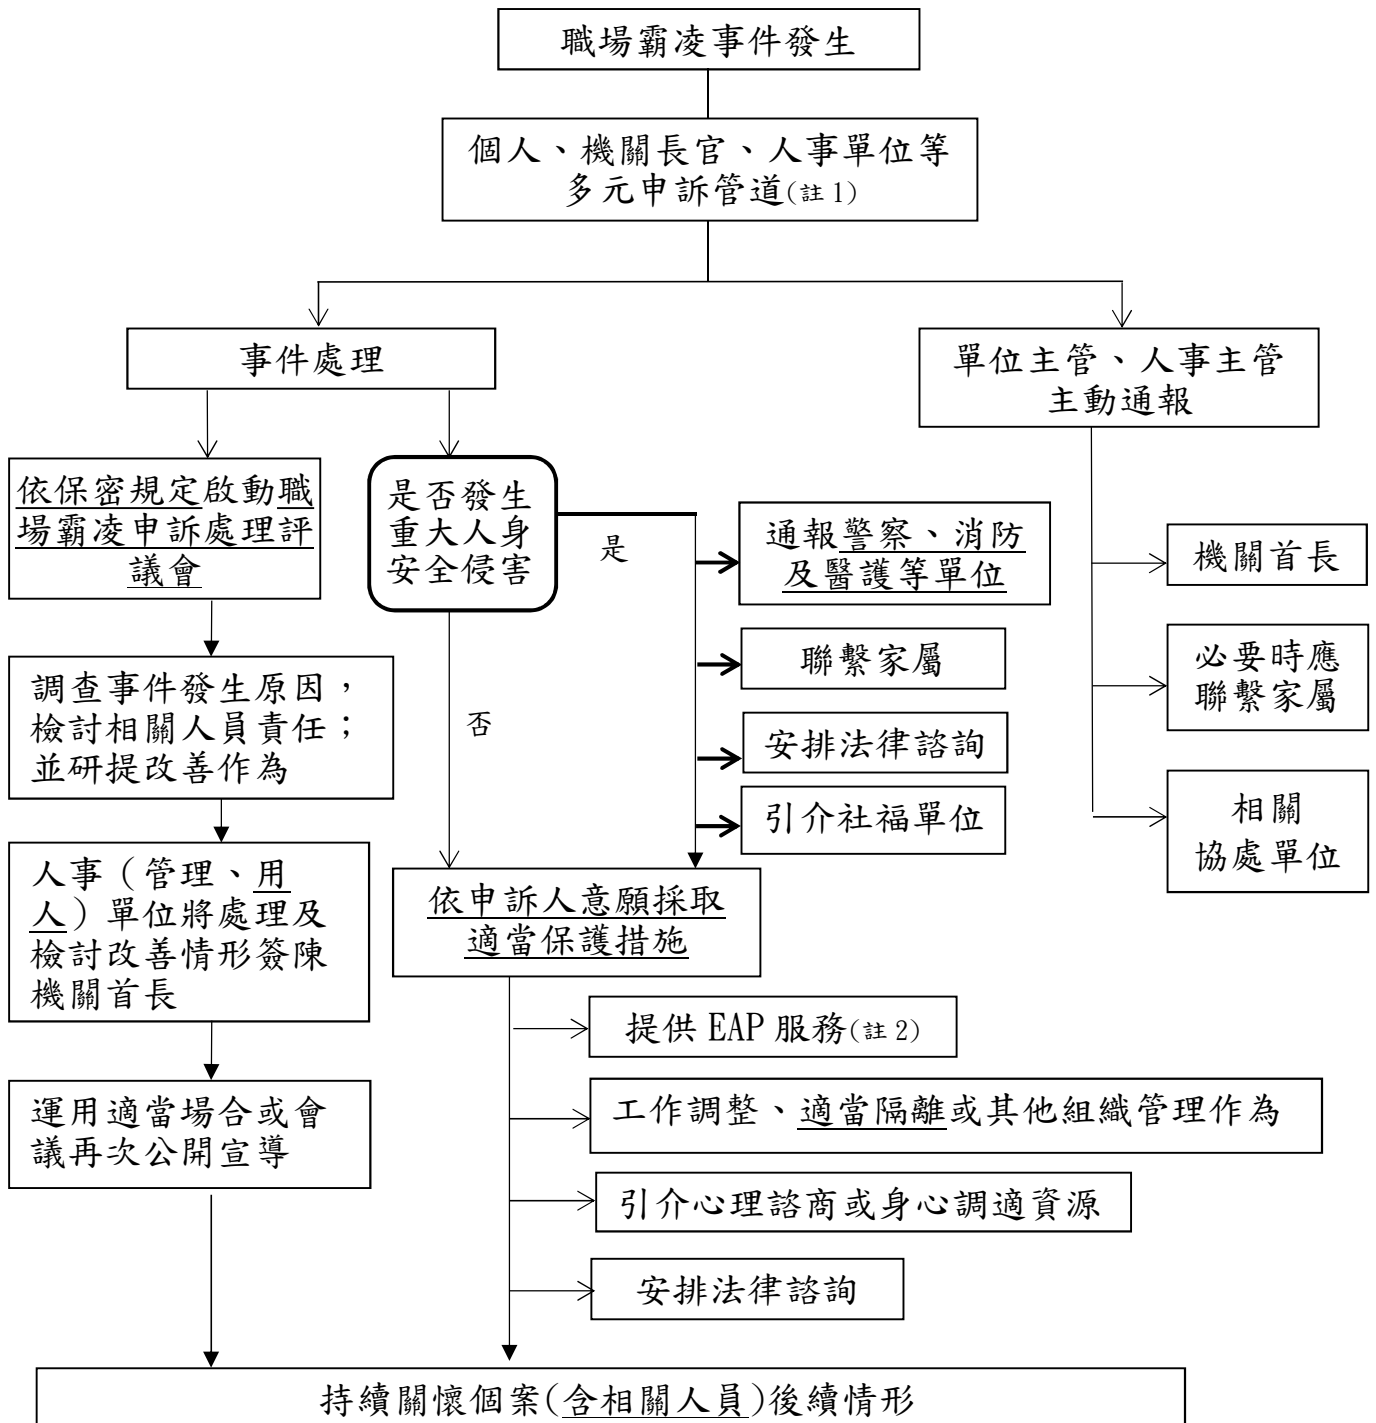 職場霸凌事件發生
個人、機關長官、人事單位等
多元申訴管道(註1)
事件處理
單位主管、人事主管
主動通報
依保密規定啟動職
場霸凌申訴處理評
議會
是否發生
重大人身
安全侵害
是
通報警察、消防
及醫護等單位
聯繫家屬
安排法律諮詢
引介社福單位
機關首長
必要時應
聯繫家屬
相關
協處單位
調查事件發生原因，
檢討相關人員責任；
並研提改善作為
否
人事（管理、用
人）單位將處理及
檢討改善情形簽陳
機關首長
依申訴人意願採取
適當保護措施
提供 EAP 服務(註2)
工作調整、適當隔離或其他組織管理作為
引介心理諮商或身心調適資源
安排法律諮詢
運用適當場合或會
議再次公開宣導
持續關懷個案(含相關人員)後續情形